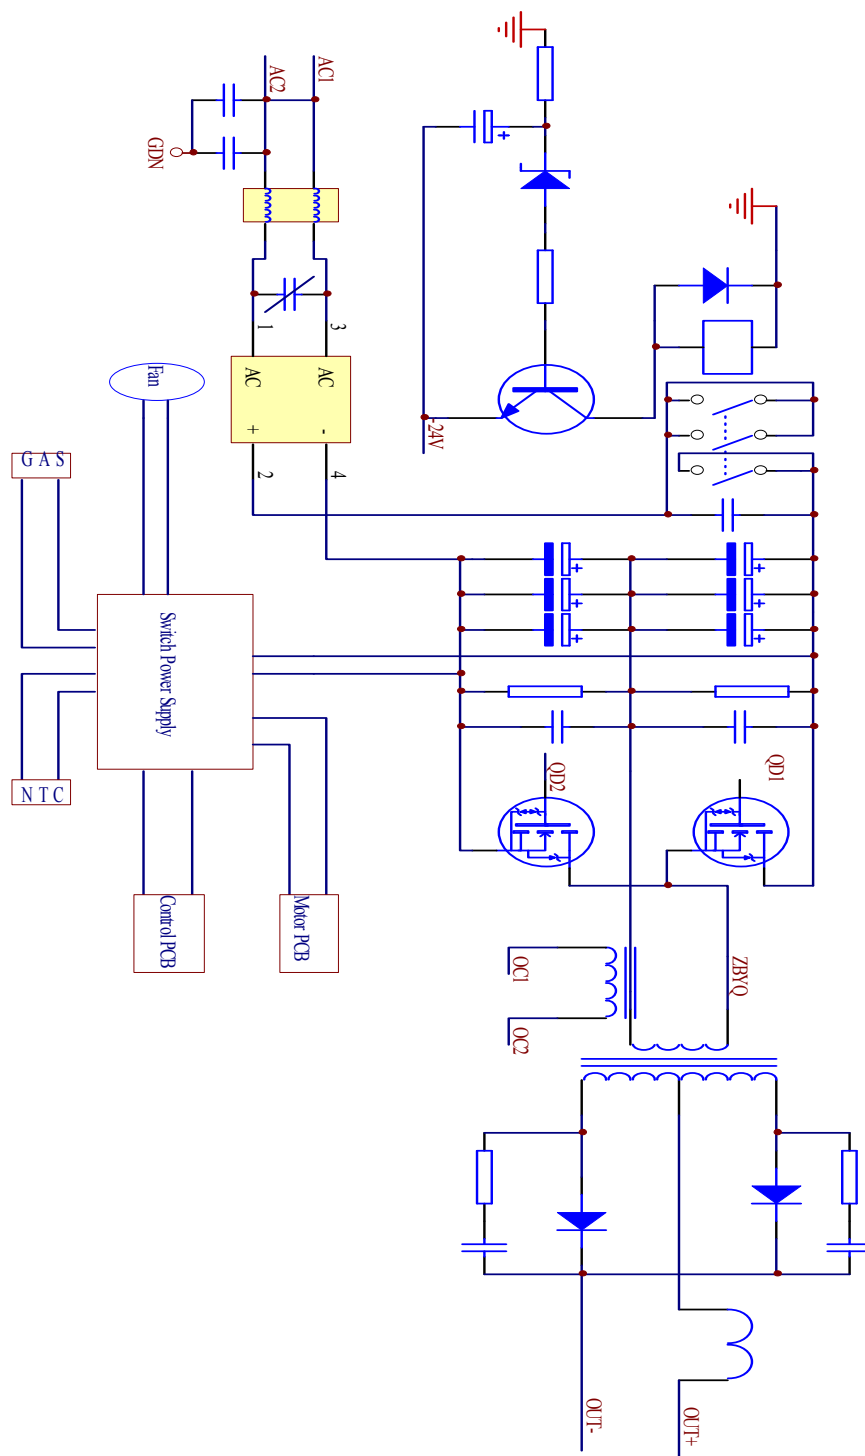 AC1
AC2
GDN
1
3
AC
AC
+
-
2
4
-24V
Fan
GAS
Switch Power Supply
NTC
Control PCB
Motor PCB
+
+
+
+
+
+
+
QD1
QD2
ZBYQ
OC1
OC2
OUT-
OUT+